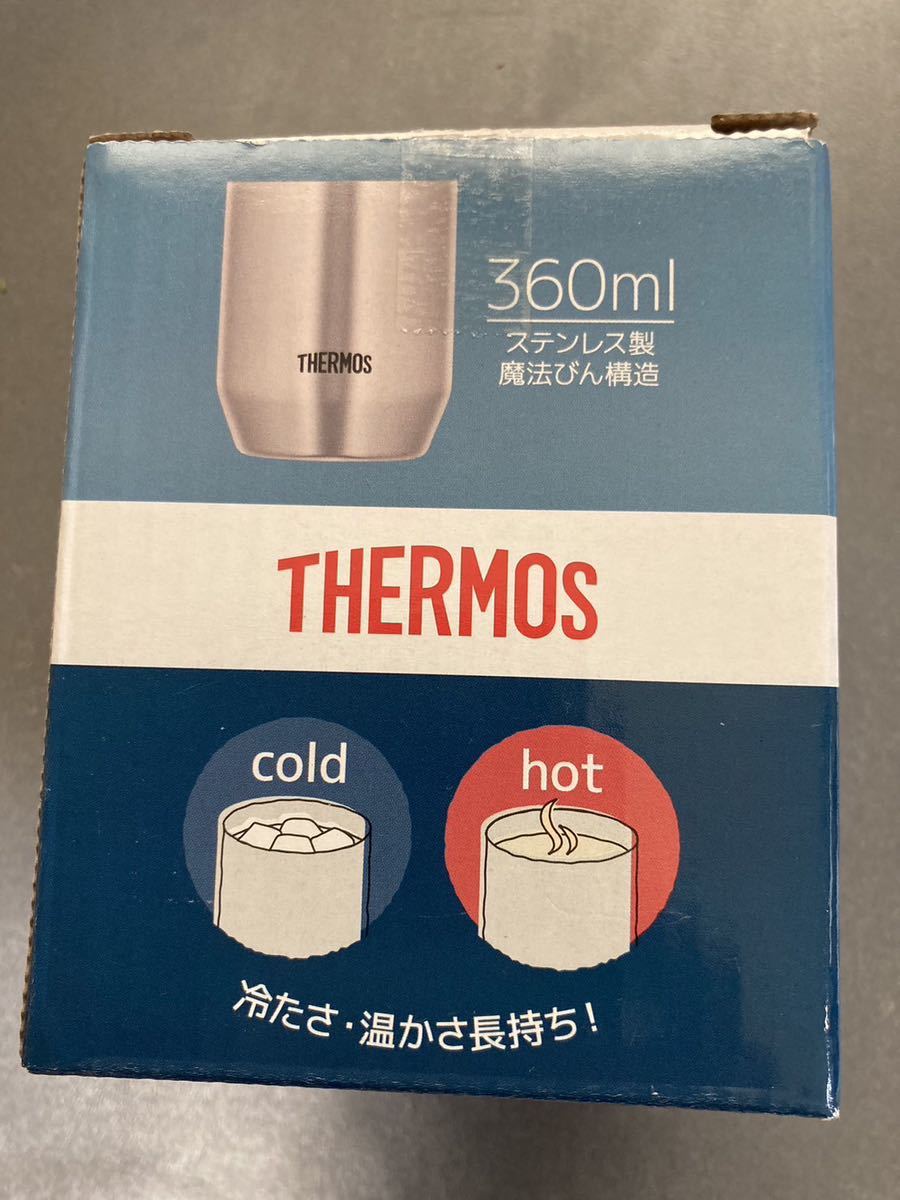 360ml
ステンレス製
魔法びん構造
THERMOS
THERMOS
cold
hot
冷たさ・温かさ長持ち！